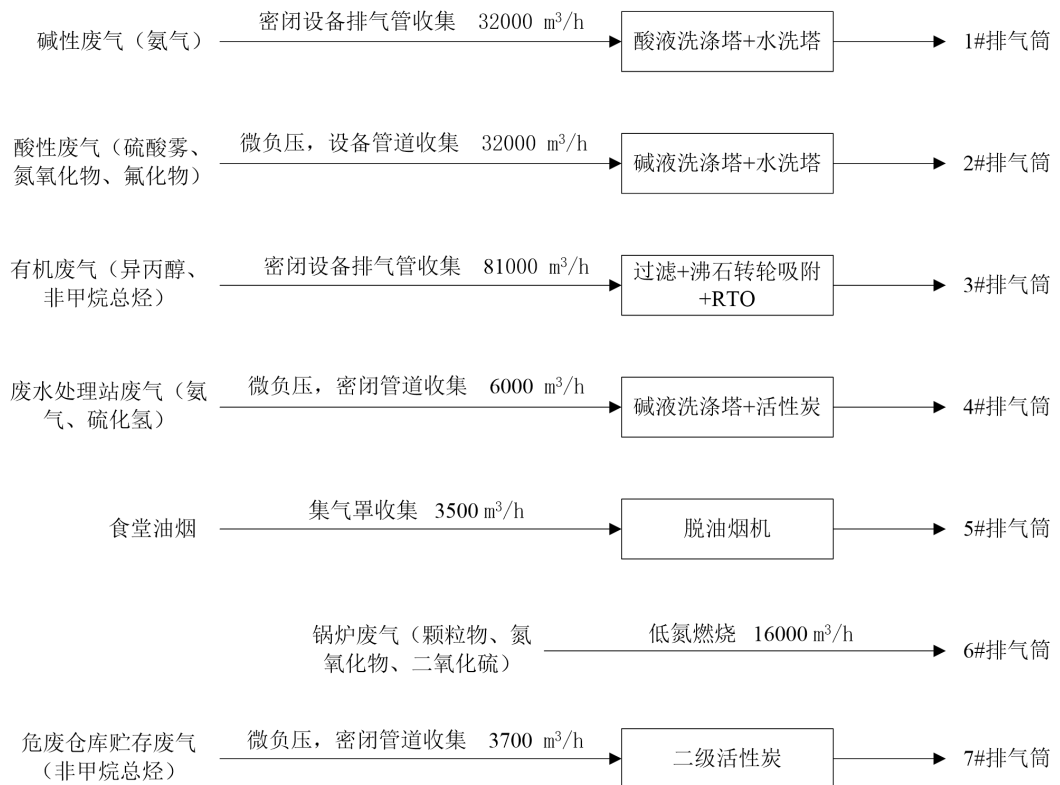 碱性废气（氨气）
密闭设备排气管收集 32000 m³/h
酸液洗涤塔+水洗塔
1#排气筒
酸性废气（硫酸雾、
氮氧化物、氟化物）
微负压，设备管道收集 32000 m³/h
碱液洗涤塔+水洗塔
2#排气筒
有机废气（异丙醇、
非甲烷总烃）
密闭设备排气管收集 81000 m³/h
过滤+沸石转轮吸附
+RTO
3#排气筒
废水处理站废气（氨
气、硫化氢）
微负压，密闭管道收集 6000 m³/h
碱液洗涤塔+活性炭
4#排气筒
食堂油烟
集气罩收集 3500 m³/h
脱油烟机
5#排气筒
锅炉废气（颗粒物、氮
氧化物、二氧化硫）
低氮燃烧 16000 m³/h
6#排气筒
危废仓库贮存废气
（非甲烷总烃）
微负压，密闭管道收集 3700 m³/h
二级活性炭
7#排气筒